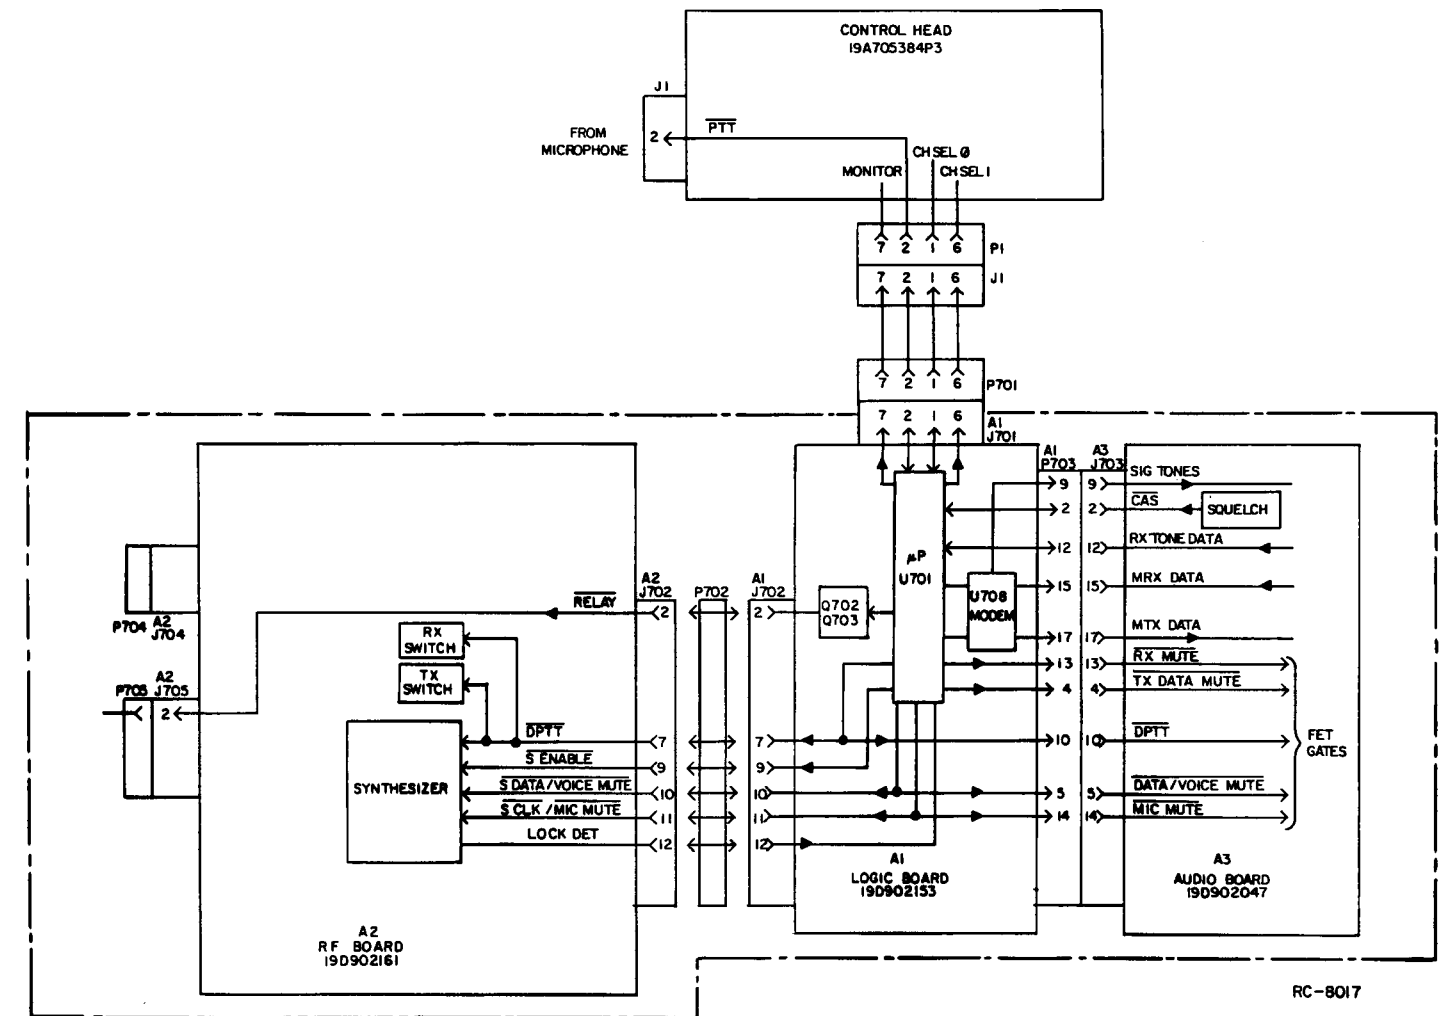 CONTROL HEAD
19A705384P3
J1
FROM
MICROPHONE
2
PTT
MONITOR
CH SEL 0
CH SEL 1
7 2 1 6 P1
7 2 1 6 J1
7 2 1 6 P701
7 2 1 6 A1
J701
A1
P703
A3
J703
9 9 SIG TONES
2 2 CAS
SQUELCH
12 12 RX TONE DATA
15 15 MRX DATA
17 17 MTX DATA
13 13 RX MUTE
4 4 TX DATA MUTE
10 10 DPTT
5 5 DATA/VOICE MUTE
14 14 MIC MUTE
FET
GATES
μP
U701
U708
MODEM
Q702
Q703
A1
LOGIC BOARD
19D902153
A3
AUDIO BOARD
19D902047
A2
J702
P702
A1
J702
RELAY 2 2
RX
SWITCH
TX
SWITCH
P704 A2
J704
A2
P705 J705
2
SYNTHESIZER
DPTT 7 7
S ENABLE 9 9
S DATA/VOICE MUTE 10 10
S CLK/MIC MUTE 11 11
LOCK DET 12 12
A2
RF BOARD
19D902161
RC-8017